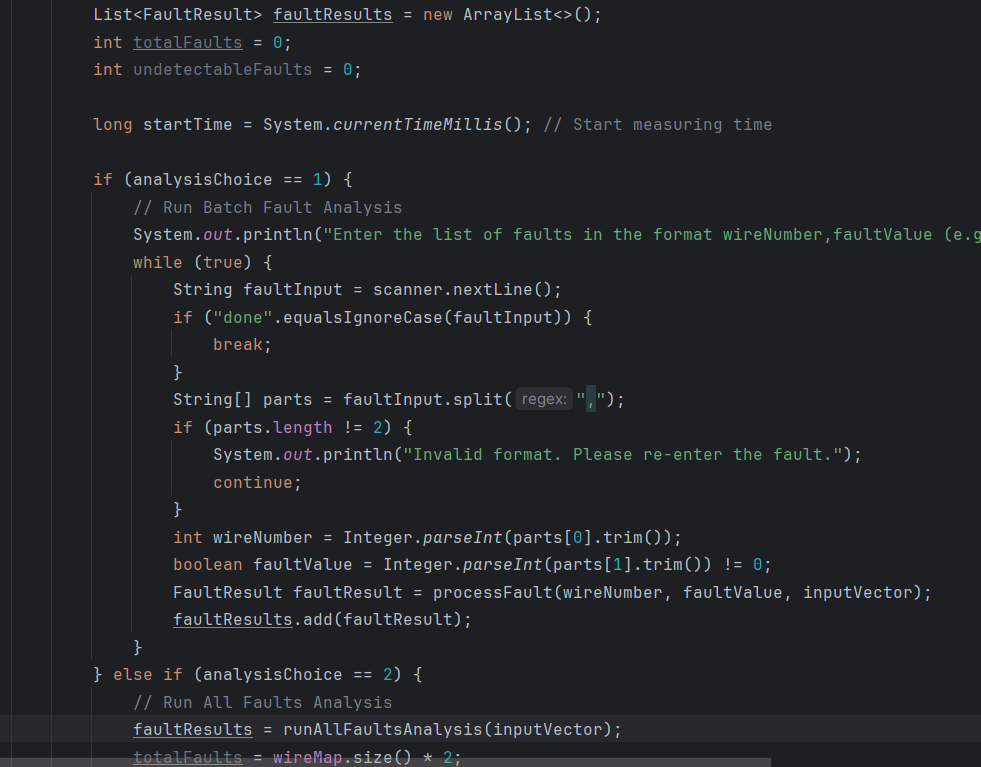 List<FaultResult> faultResults = new ArrayList<>();
int totalFaults = 0;
int undetectableFaults = 0;
long startTime = System.currentTimeMillis(); // Start measuring time
if (analysisChoice == 1) {
// Run Batch Fault Analysis
System.out.println("Enter the list of faults in the format wireNumber,faultValue (e.g
while (true) {
String faultInput = scanner.nextLine();
if ("done".equalsIgnoreCase(faultInput)) {
break;
}
String[] parts = faultInput.split( regex: ",");
if (parts.length != 2) {
System.out.println("Invalid format. Please re-enter the fault.");
continue;
}
int wireNumber = Integer.parseInt(parts[0].trim());
boolean faultValue = Integer.parseInt(parts[1].trim()) != 0;
FaultResult faultResult = processFault(wireNumber, faultValue, inputVector);
faultResults.add(faultResult);
}
} else if (analysisChoice == 2) {
// Run All Faults Analysis
faultResults = runAllFaultsAnalysis(inputVector);
totalFaults = wireMap.size() * 2;